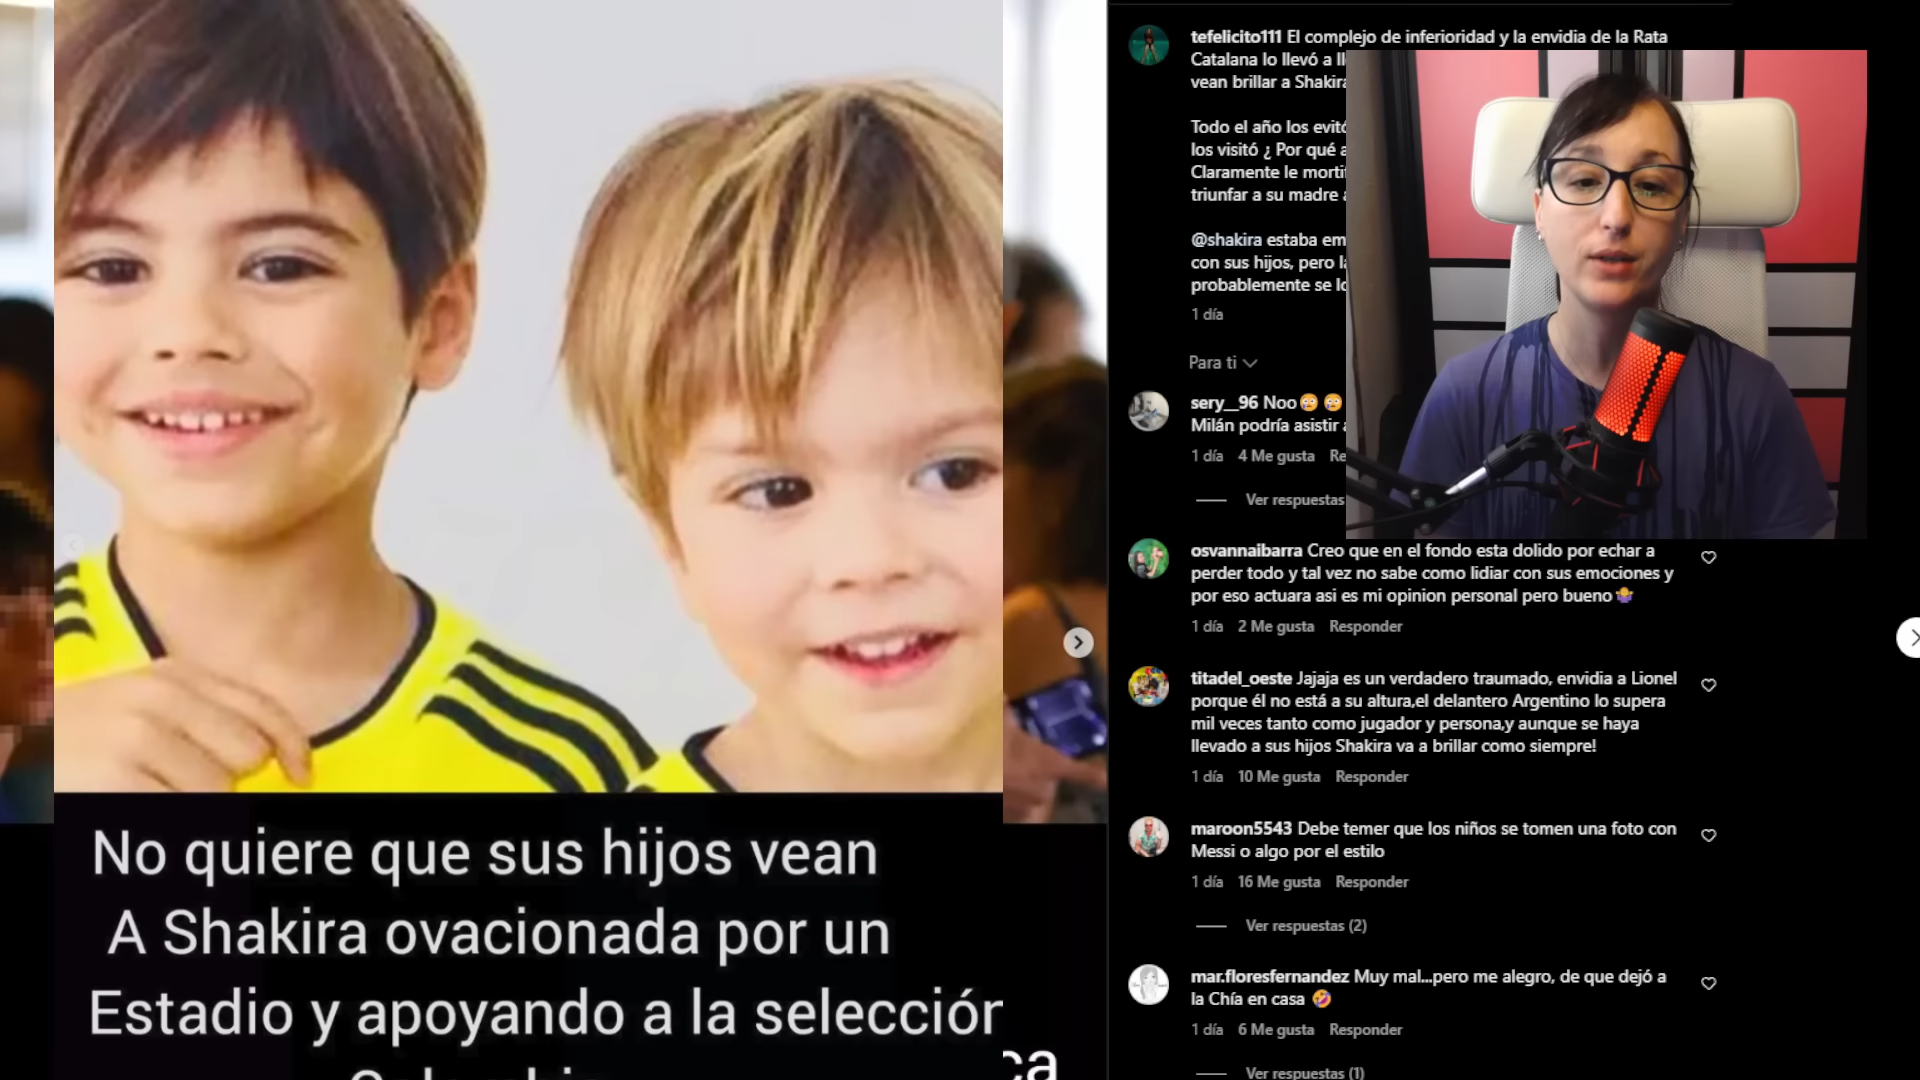 No quiere que sus hijos vean
A Shakira ovacionada por un
Estadio y apoyando a la selección
ca
tefelicito111 El complejo de inferioridad y la envidia de la Rata
Catalana lo llevó a
vean brillar a Shakira
Todo el año los evitó
los visitó ¿ Por qué
Claramente le
triunfar a su madre
@shakira estaba
con sus hijos, pero
probablemente se
1 día
Para ti
sery__96 Noo
Milán podría asistir
1 día 4 Me gusta
Ver respuestas
osvannaibarra Creo que en el fondo esta dolido por echar a
perder todo y tal vez no sabe como lidiar con sus emociones y
por eso actuara asi es mi opinion personal pero bueno
1 día 2 Me gusta Responder
titadel_oeste Jajaja es un verdadero traumado, envidia a Lionel
porque él no está a su altura,el delantero Argentino lo supera
mil veces tanto como jugador y persona,y aunque se haya
llevado a sus hijos Shakira va a brillar como siempre!
1 día 10 Me gusta Responder
maroon5543 Debe temer que los niños se tomen una foto con
Messi o algo por el estilo
1 día 16 Me gusta Responder
Ver respuestas (2)
mar.floresfernandez Muy mal...pero me alegro, de que dejó a
la Chía en casa 🤣
1 día 6 Me gusta Responder
Ver respuestas (1)